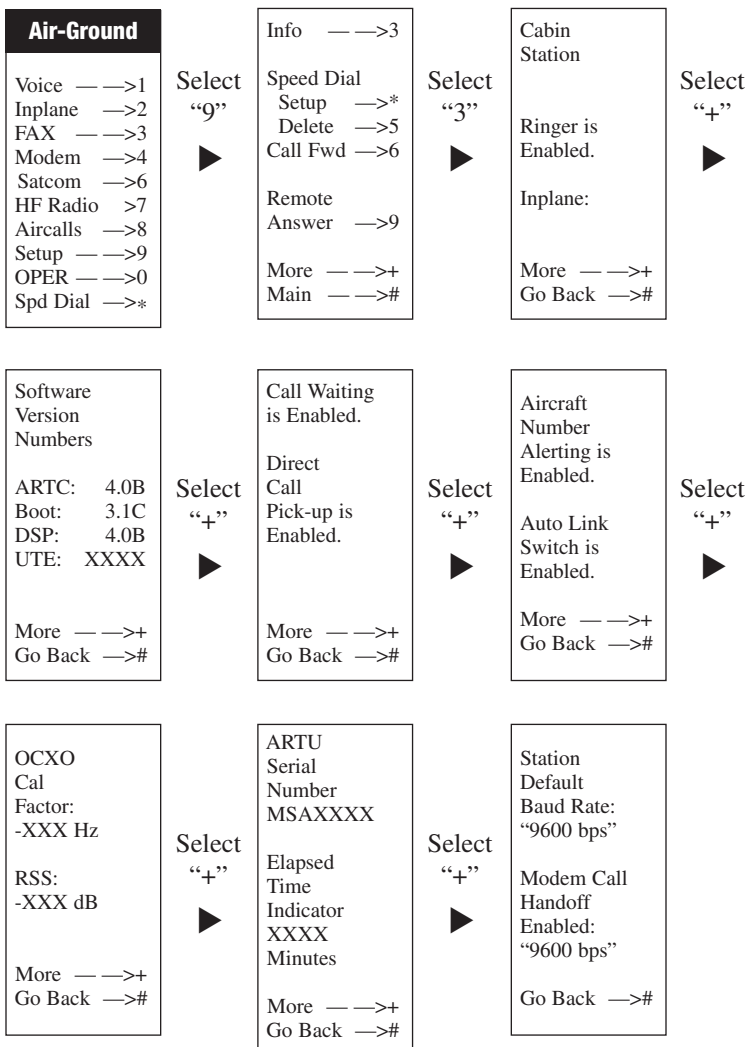 Air-Ground
Voice — —>1
Inplane —>2
FAX — —>3
Modem —>4
Satcom —>6
HF Radio >7
Aircalls —>8
Setup —>9
OPER — —>0
Spd Dial —>*
Select
“9”
Info — —>3
Speed Dial
Setup —>*
Delete —>5
Call Fwd —>6
Remote
Answer —>9
More — —>+
Main — —>#
Select
“3”
Cabin
Station
Ringer is
Enabled.
Inplane:
More — —>+
Go Back —>#
Select
“+”
Software
Version
Numbers
ARTC: 4.0B
Boot: 3.1C
DSP: 4.0B
UTE: XXXX
More — —>+
Go Back —>#
Select
“+”
Call Waiting
is Enabled.
Direct
Call
Pick-up is
Enabled.
More — —>+
Go Back —>#
Select
“+”
Aircraft
Number
Alerting is
Enabled.
Auto Link
Switch is
Enabled.
More — —>+
Go Back —>#
Select
“+”
OCXO
Cal
Factor:
-XXX Hz
RSS:
-XXX dB
More — —>+
Go Back —>#
Select
“+”
ARTU
Serial
Number
MSAXXXX
Elapsed
Time
Indicator
XXXX
Minutes
More — —>+
Go Back —>#
Select
“+”
Station
Default
Baud Rate:
“9600 bps”
Modem Call
Handoff
Enabled:
“9600 bps”
Go Back —>#